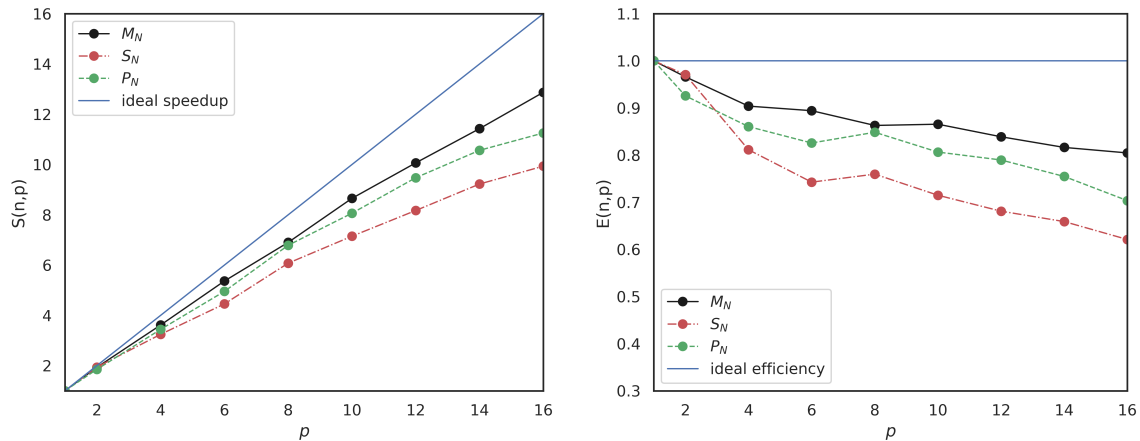 16
14
12
10
8
6
4
2
S(n,p)
M_N
S_N
P_N
ideal speedup
2 4 6 8 10 12 14 16
p
1.1
1.0
0.9
0.8
0.7
0.6
0.5
0.4
0.3
E(n,p)
M_N
S_N
P_N
ideal efficiency
2 4 6 8 10 12 14 16
p